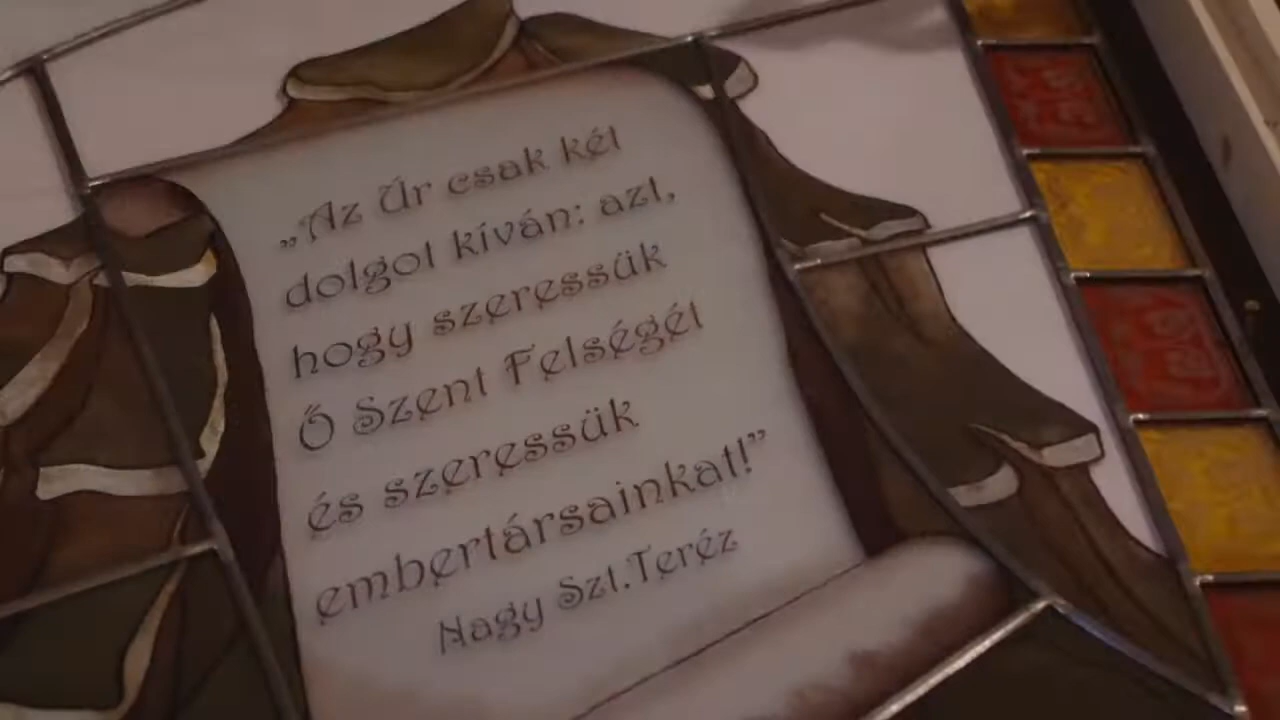 „Az Úr csak két
dolgot kíván: azt,
hogy szeressük
Ő Szent Felségét
és szeressük
embertársainkat!”
Nagy Szt.Teréz